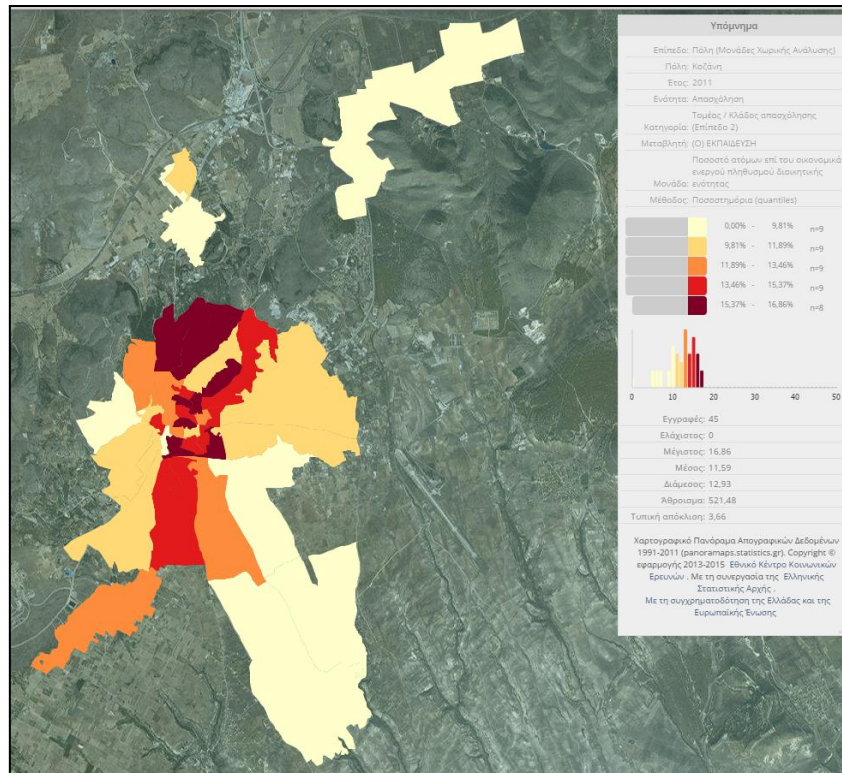 Υπόμνημα
Επίπεδο: Πόλη (Μονάδες Χωρικής Ανάλυσης)
Πόλη: Κοζάνη
Έτος: 2011
Ενότητα: Απασχόληση
Τομέας / Κλάδος απασχόλησης
Κατηγορία: (Επίπεδο 2)
Μεταβλητή: (Ο) ΕΚΠΑΙΔΕΥΣΗ
Ποσοστό ατόμων επί του οικονομικά
ενεργού πληθυσμού διοικητικής
Μονάδα: ενότητας
Μέθοδος: Ποσοστημόρια (quantiles)
0,00% - 9,81% n=9
9,81% - 11,89% n=9
11,89% - 13,46% n=9
13,46% - 15,37% n=9
15,37% - 16,86% n=8
0 10 20 30 40 50
Εγγραφές: 45
Ελάχιστος: 0
Μέγιστος: 16,86
Μέσος: 11,59
Διάμεσος: 12,93
Άθροισμα: 521,48
Τυπική απόκλιση: 3,66
Χαρτογραφικό Πανόραμα Απογραφικών Δεδομένων
1991-2011 (panoramaps.statistics.gr). Copyright ©
εφαρμογής 2013-2015 Εθνικό Κέντρο Κοινωνικών
Ερευνών . Με τη συνεργασία της Ελληνικής
Στατιστικής Αρχής .
Με τη συγχρηματοδότηση της Ελλάδας και της
Ευρωπαϊκής Ένωσης